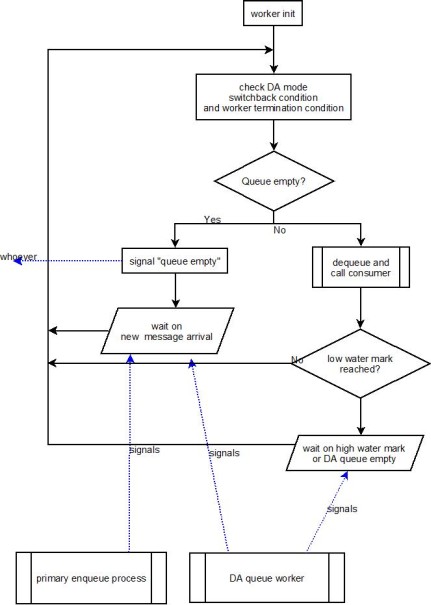 worker init
check DA mode
switchback condition
and worker termination condition
Queue empty?
Yes
No
whoever
signal "queue empty"
dequeue and
call consumer
wait on
new message arrival
No
low water mark
reached?
wait on high water mark
or DA queue empty
signals
signals
signals
primary enqueue process
DA queue worker